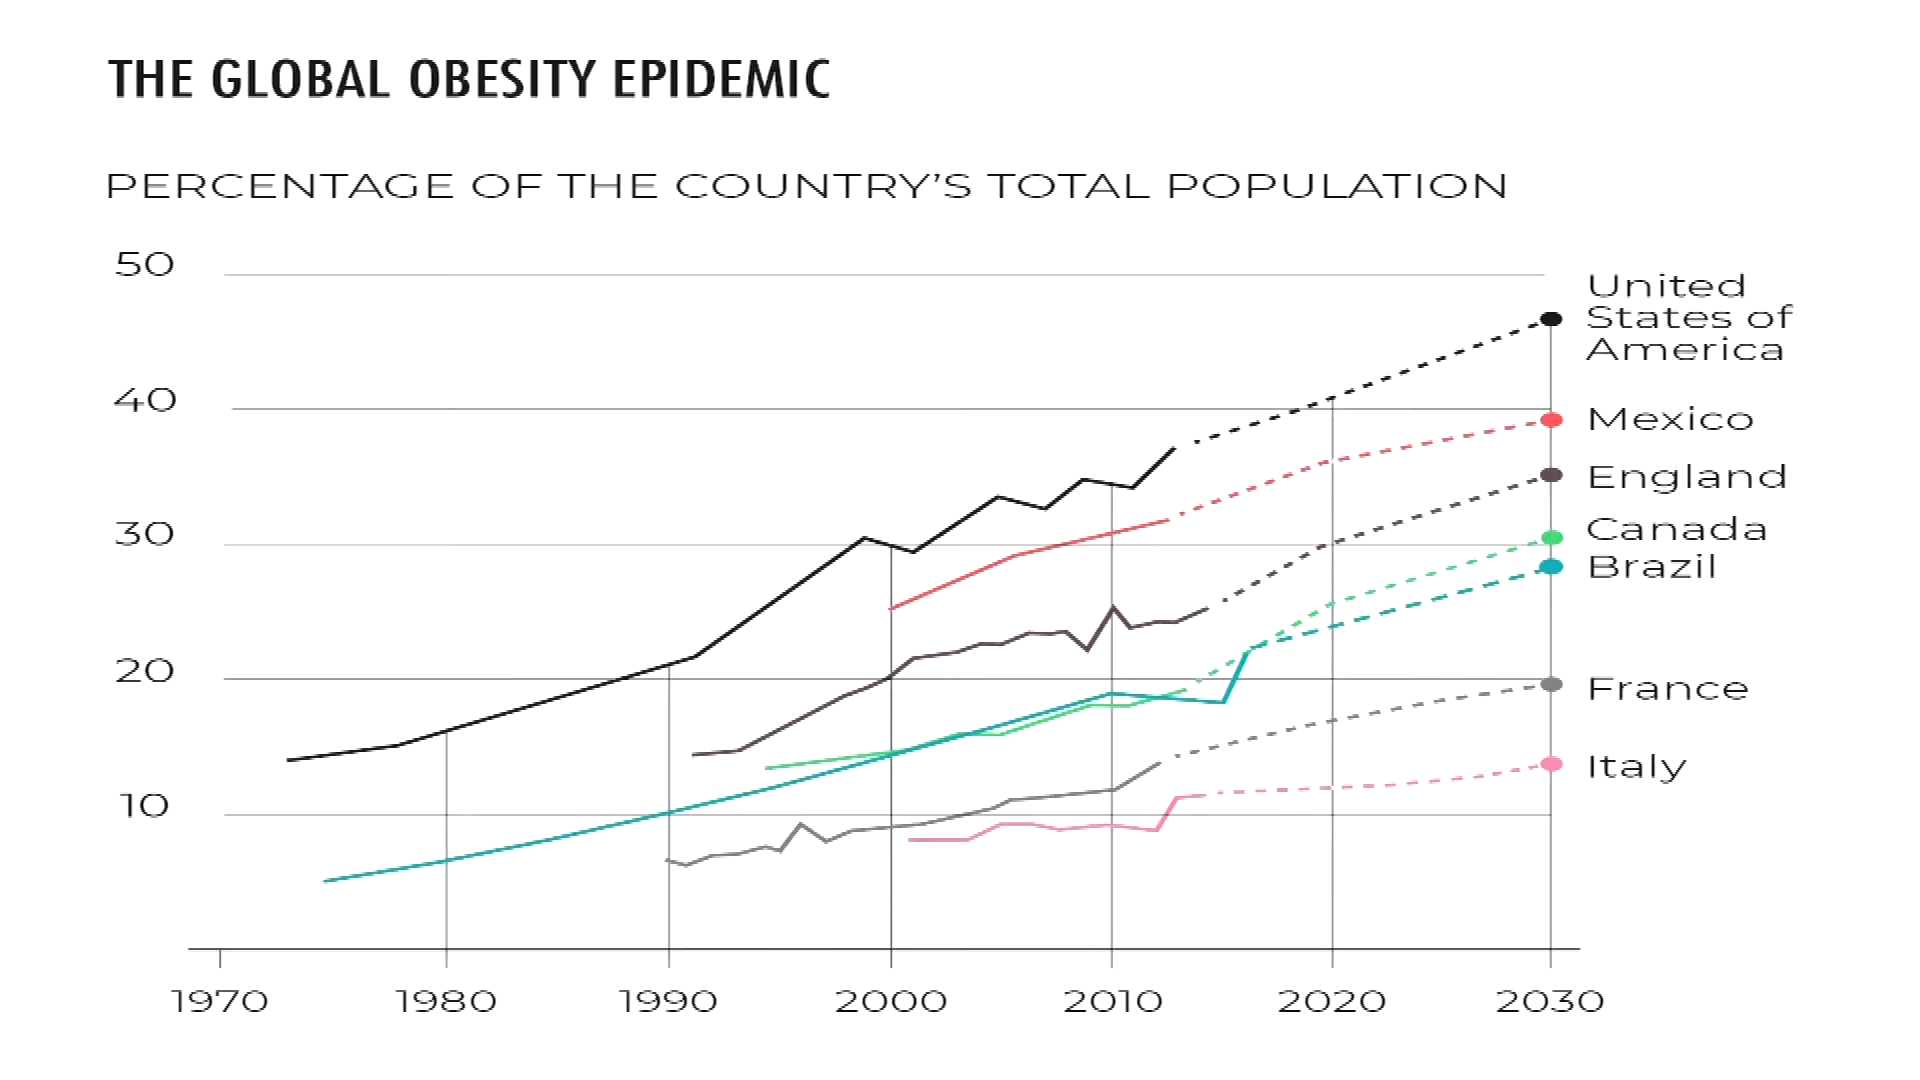 THE GLOBAL OBESITY EPIDEMIC
PERCENTAGE OF THE COUNTRY'S TOTAL POPULATION
50
40
30
20
10
United
States of
America
Mexico
England
Canada
Brazil
France
Italy
1970 1980 1990 2000 2010 2020 2030